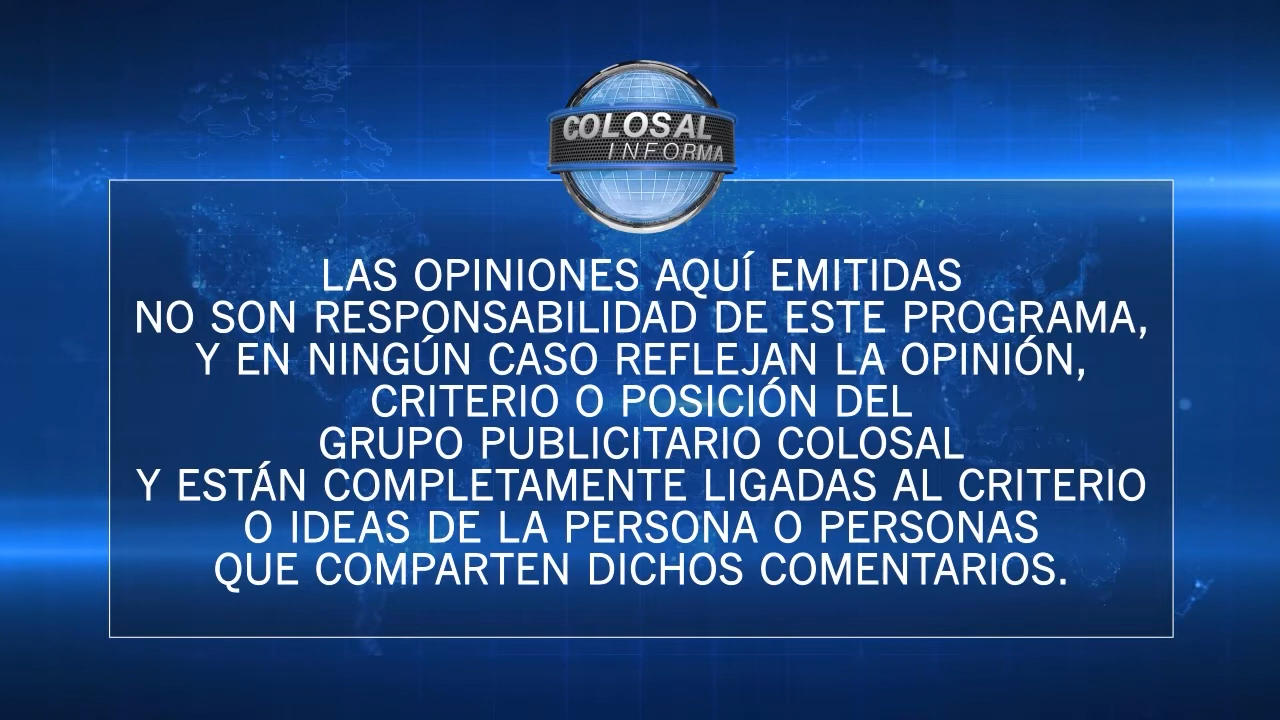 COLOSAL
INFORMA
LAS OPINIONES AQUÍ EMITIDAS
NO SON RESPONSABILIDAD DE ESTE PROGRAMA,
Y EN NINGÚN CASO REFLEJAN LA OPINIÓN,
CRITERIO O POSICIÓN DEL
GRUPO PUBLICITARIO COLOSAL
Y ESTÁN COMPLETAMENTE LIGADAS AL CRITERIO
O IDEAS DE LA PERSONA O PERSONAS
QUE COMPARTEN DICHOS COMENTARIOS.